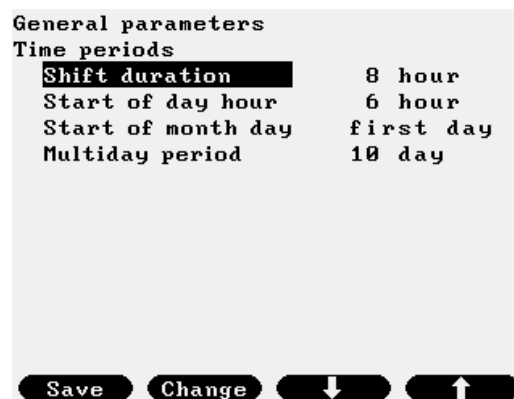 General parameters
Time periods
Shift duration 8 hour
Start of day hour 6 hour
Start of month day first day
Multiday period 10 day
Save Change ⬇ ⬆